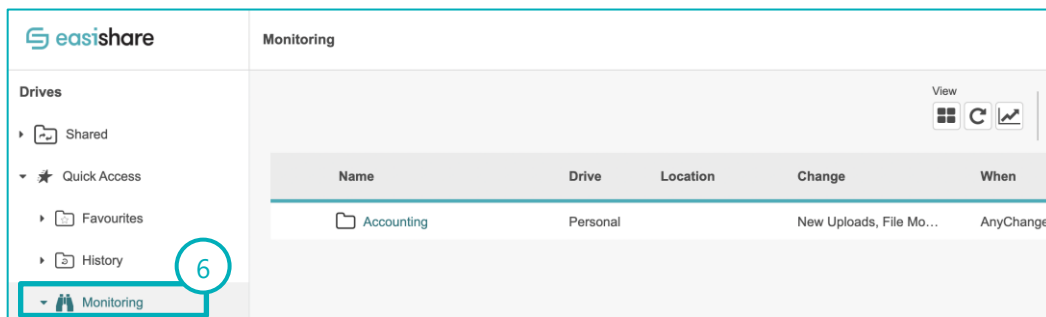 easishare
Monitoring
Drives
View
Shared
Name Drive Location Change When
Quick Access
Accounting Personal New Uploads, File Mo... AnyChange
Favourites
History
6
Monitoring